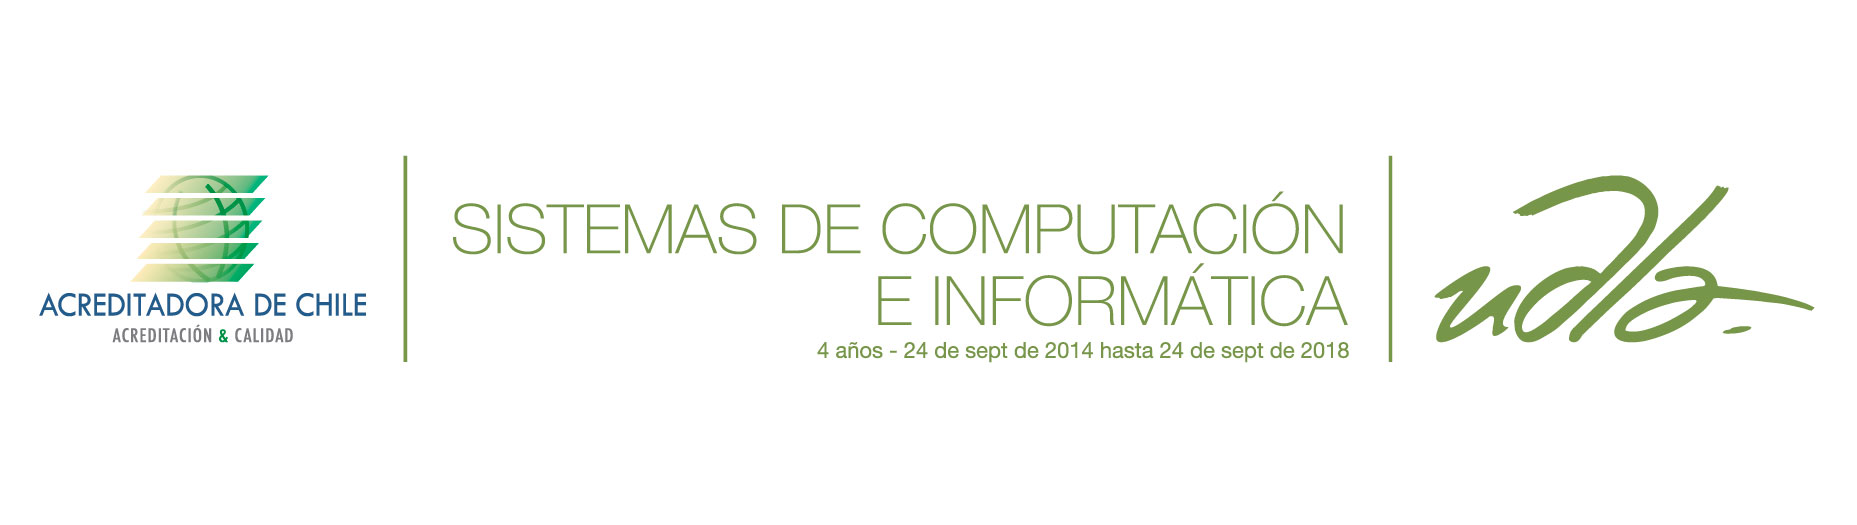 ACREDITADORA DE CHILE
ACREDITACIÓN & CALIDAD
SISTEMAS DE COMPUTACIÓN
E INFORMÁTICA
4 años - 24 de sept de 2014 hasta 24 de sept de 2018
udla